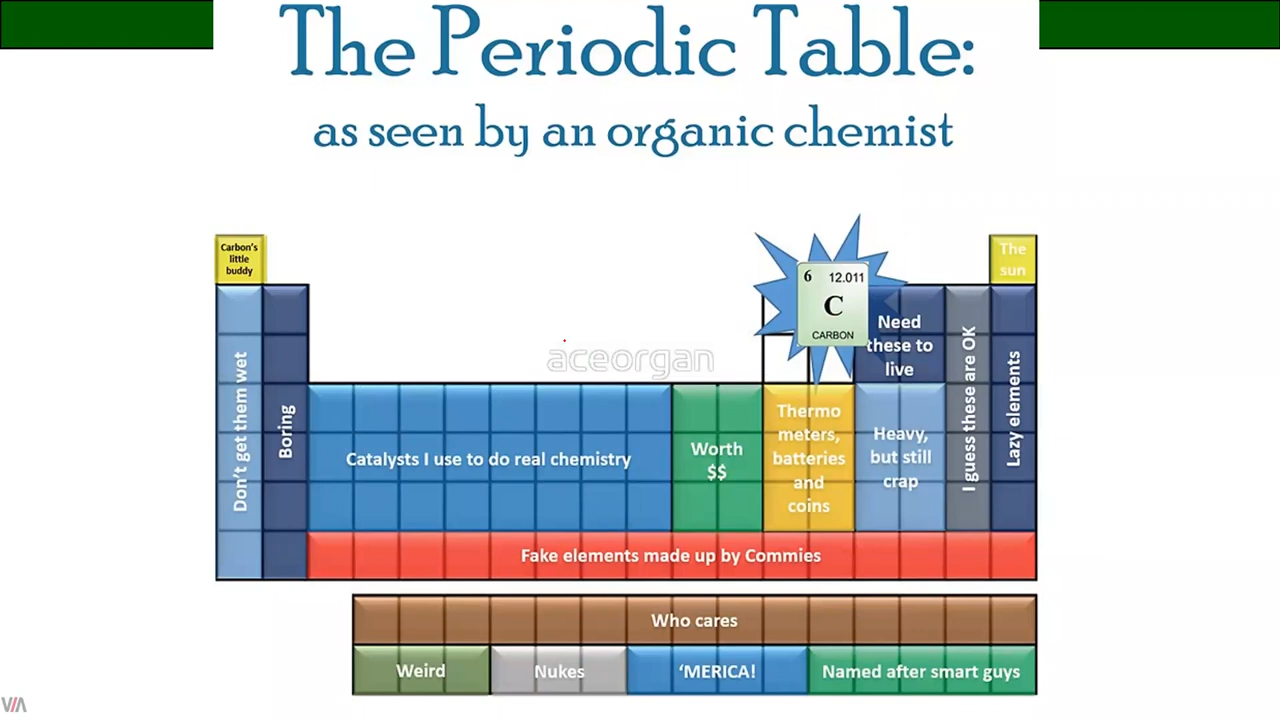 The Periodic Table:
as seen by an organic chemist
Carbon's
little
buddy
The
sun
6 12.011
C
CARBON
Need
these to
live
aceorgan
Don't get them wet
Boring
Catalysts I use to do real chemistry
Worth
$$
Thermo
meters,
batteries
and
coins
Heavy,
but still
crap
I guess these are OK
Lazy elements
Fake elements made up by Commies
Who cares
Weird
Nukes
‘MERICA!
Named after smart guys
VIA